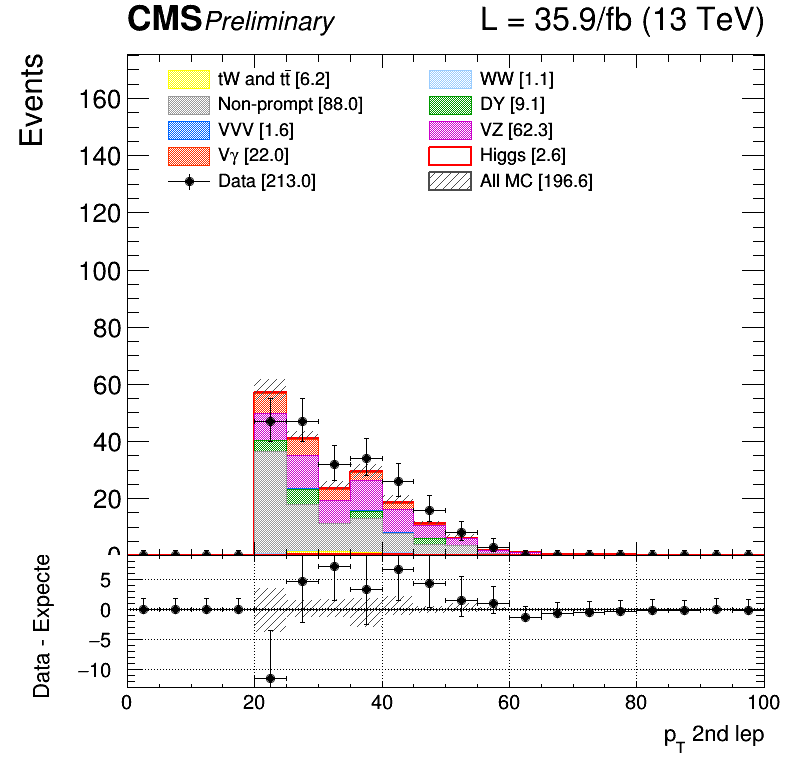 CMS Preliminary L = 35.9/fb (13 TeV)
Events
tW and tt̄ [6.2] WW [1.1]
Non-prompt [88.0] DY [9.1]
VVV [1.6] VZ [62.3]
Vγ [22.0] Higgs [2.6]
Data [213.0] All MC [196.6]
160
140
120
100
80
60
40
20
0
Data - Expecte
5
0
−5
−10
0 20 40 60 80 100
p_T 2nd lep